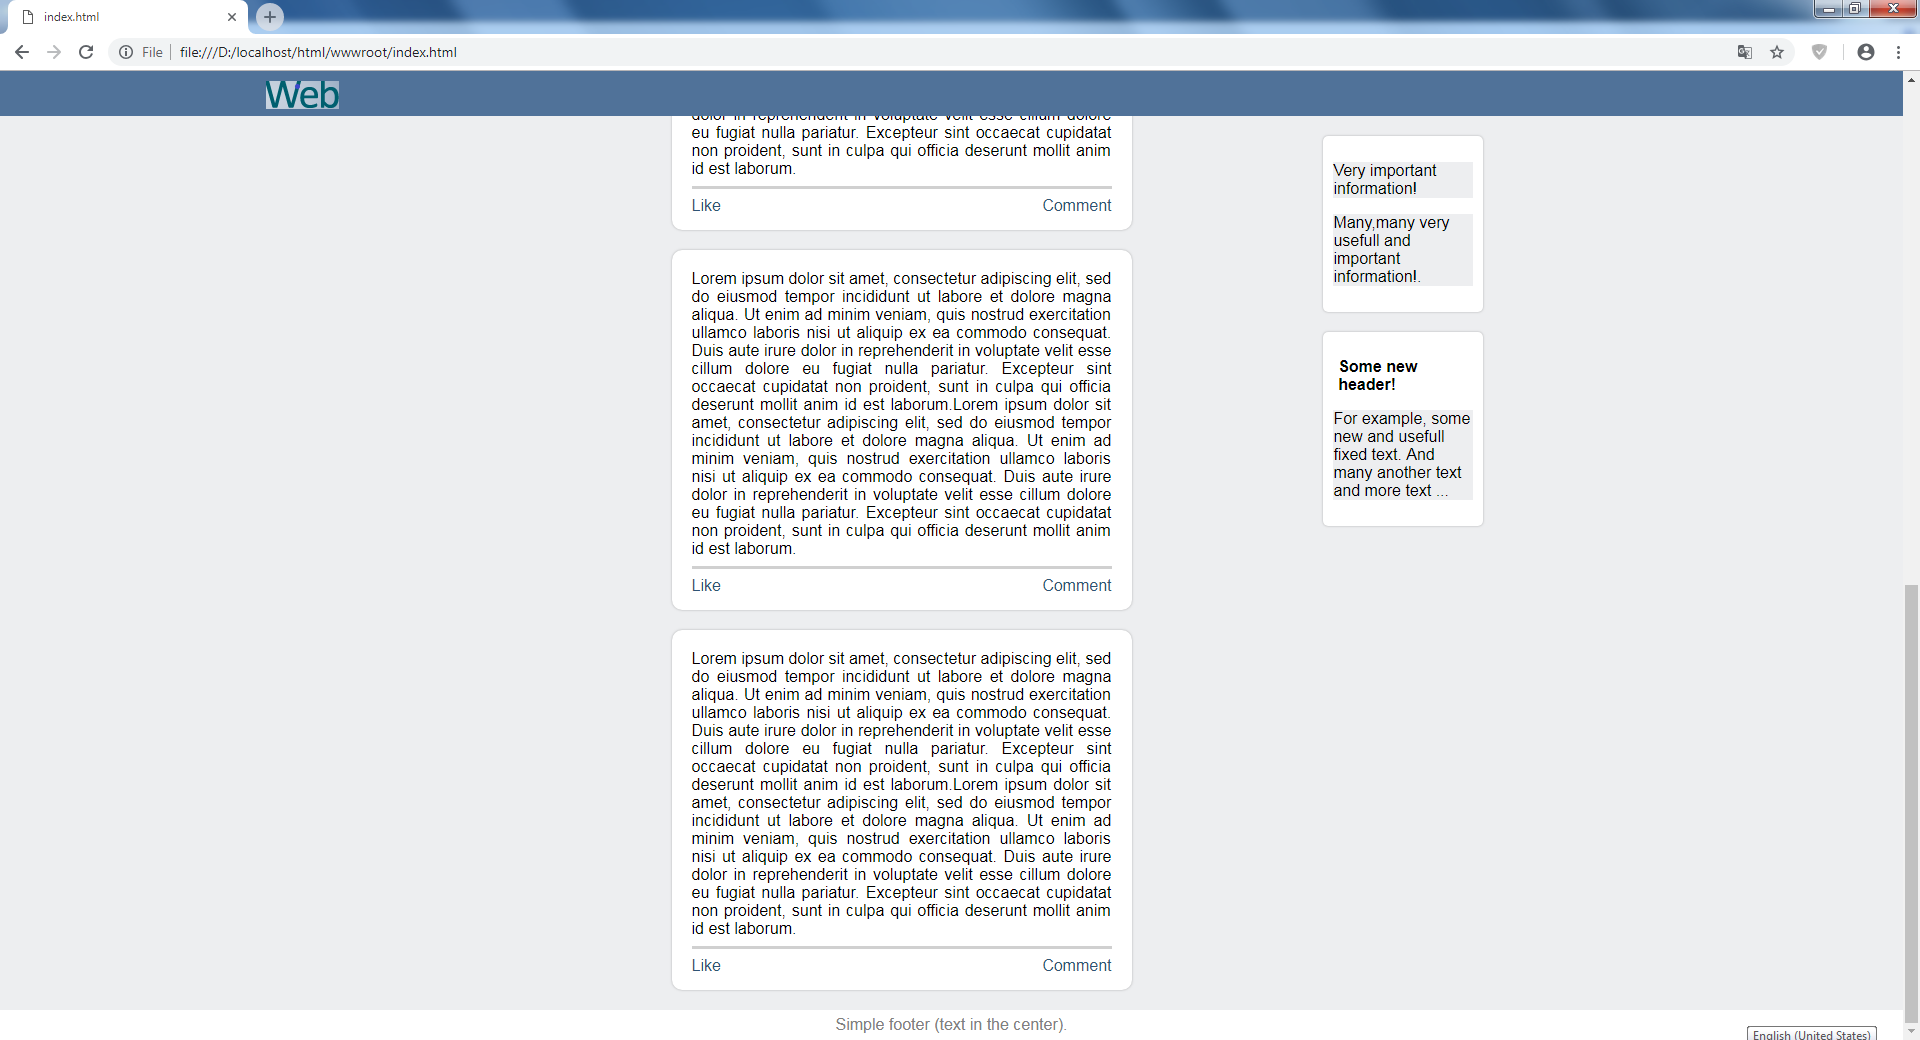 index.html
File
file:///D:/localhost/html/wwwroot/index.html
Web
dolor in reprehenderit in voluptate velit esse cillum dolore
eu fugiat nulla pariatur. Excepteur sint occaecat cupidatat
non proident, sunt in culpa qui officia deserunt mollit anim
id est laborum.
Like
Comment
Lorem ipsum dolor sit amet, consectetur adipiscing elit, sed
do eiusmod tempor incididunt ut labore et dolore magna
aliqua. Ut enim ad minim veniam, quis nostrud exercitation
ullamco laboris nisi ut aliquip ex ea commodo consequat.
Duis aute irure dolor in reprehenderit in voluptate velit esse
cillum dolore eu fugiat nulla pariatur. Excepteur sint
occaecat cupidatat non proident, sunt in culpa qui officia
deserunt mollit anim id est laborum.Lorem ipsum dolor sit
amet, consectetur adipiscing elit, sed do eiusmod tempor
incididunt ut labore et dolore magna aliqua. Ut enim ad
minim veniam, quis nostrud exercitation ullamco laboris
nisi ut aliquip ex ea commodo consequat. Duis aute irure
dolor in reprehenderit in voluptate velit esse cillum dolore
eu fugiat nulla pariatur. Excepteur sint occaecat cupidatat
non proident, sunt in culpa qui officia deserunt mollit anim
id est laborum.
Like
Comment
Lorem ipsum dolor sit amet, consectetur adipiscing elit, sed
do eiusmod tempor incididunt ut labore et dolore magna
aliqua. Ut enim ad minim veniam, quis nostrud exercitation
ullamco laboris nisi ut aliquip ex ea commodo consequat.
Duis aute irure dolor in reprehenderit in voluptate velit esse
cillum dolore eu fugiat nulla pariatur. Excepteur sint
occaecat cupidatat non proident, sunt in culpa qui officia
deserunt mollit anim id est laborum.Lorem ipsum dolor sit
amet, consectetur adipiscing elit, sed do eiusmod tempor
incididunt ut labore et dolore magna aliqua. Ut enim ad
minim veniam, quis nostrud exercitation ullamco laboris
nisi ut aliquip ex ea commodo consequat. Duis aute irure
dolor in reprehenderit in voluptate velit esse cillum dolore
eu fugiat nulla pariatur. Excepteur sint occaecat cupidatat
non proident, sunt in culpa qui officia deserunt mollit anim
id est laborum.
Like
Comment
Very important
information!
Many,many very
usefull and
important
information!.
Some new
header!
For example, some
new and usefull
fixed text. And
many another text
and more text ...
Simple footer (text in the center).
English (United States)